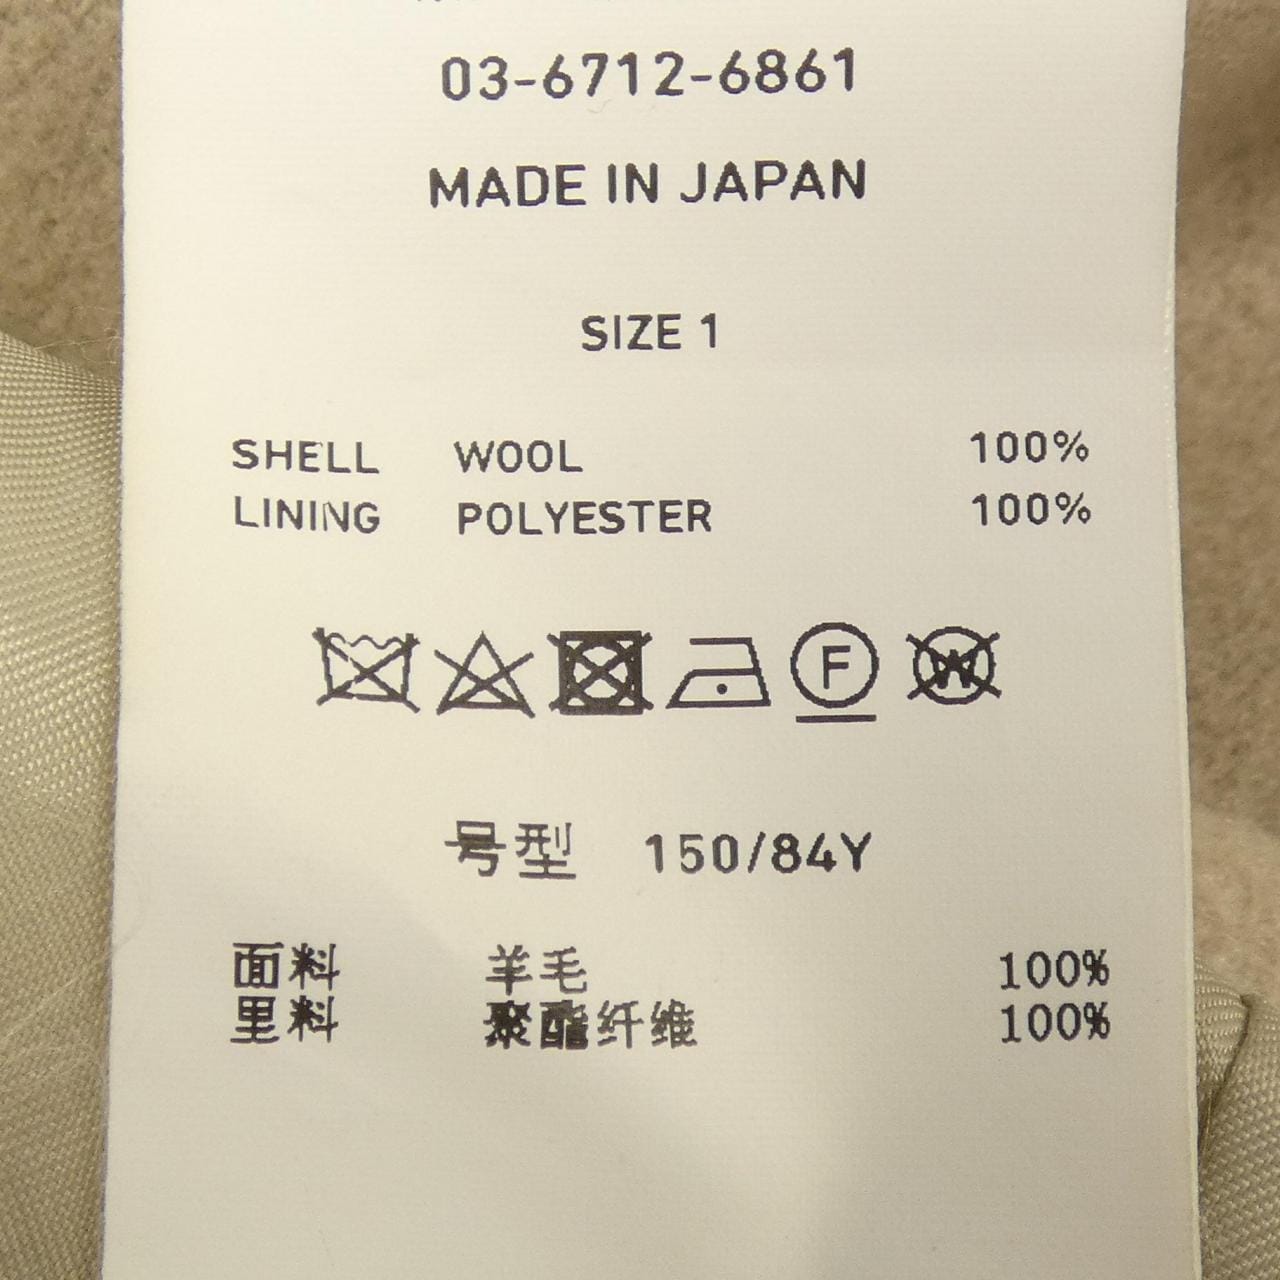 03-6712-6861
MADE IN JAPAN
SIZE 1
SHELL WOOL 100%
LINING POLYESTER 100%
F W
号型 150/84Y
面料 羊毛 100%
里料 聚酯纤维 100%